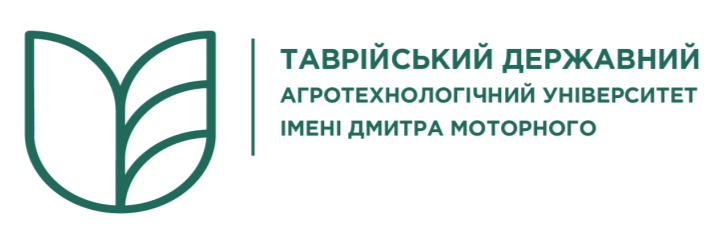 ТАВРІЙСЬКИЙ ДЕРЖАВНИЙ
АГРОТЕХНОЛОГІЧНИЙ УНІВЕРСИТЕТ
ІМЕНІ ДМИТРА МОТОРНОГО